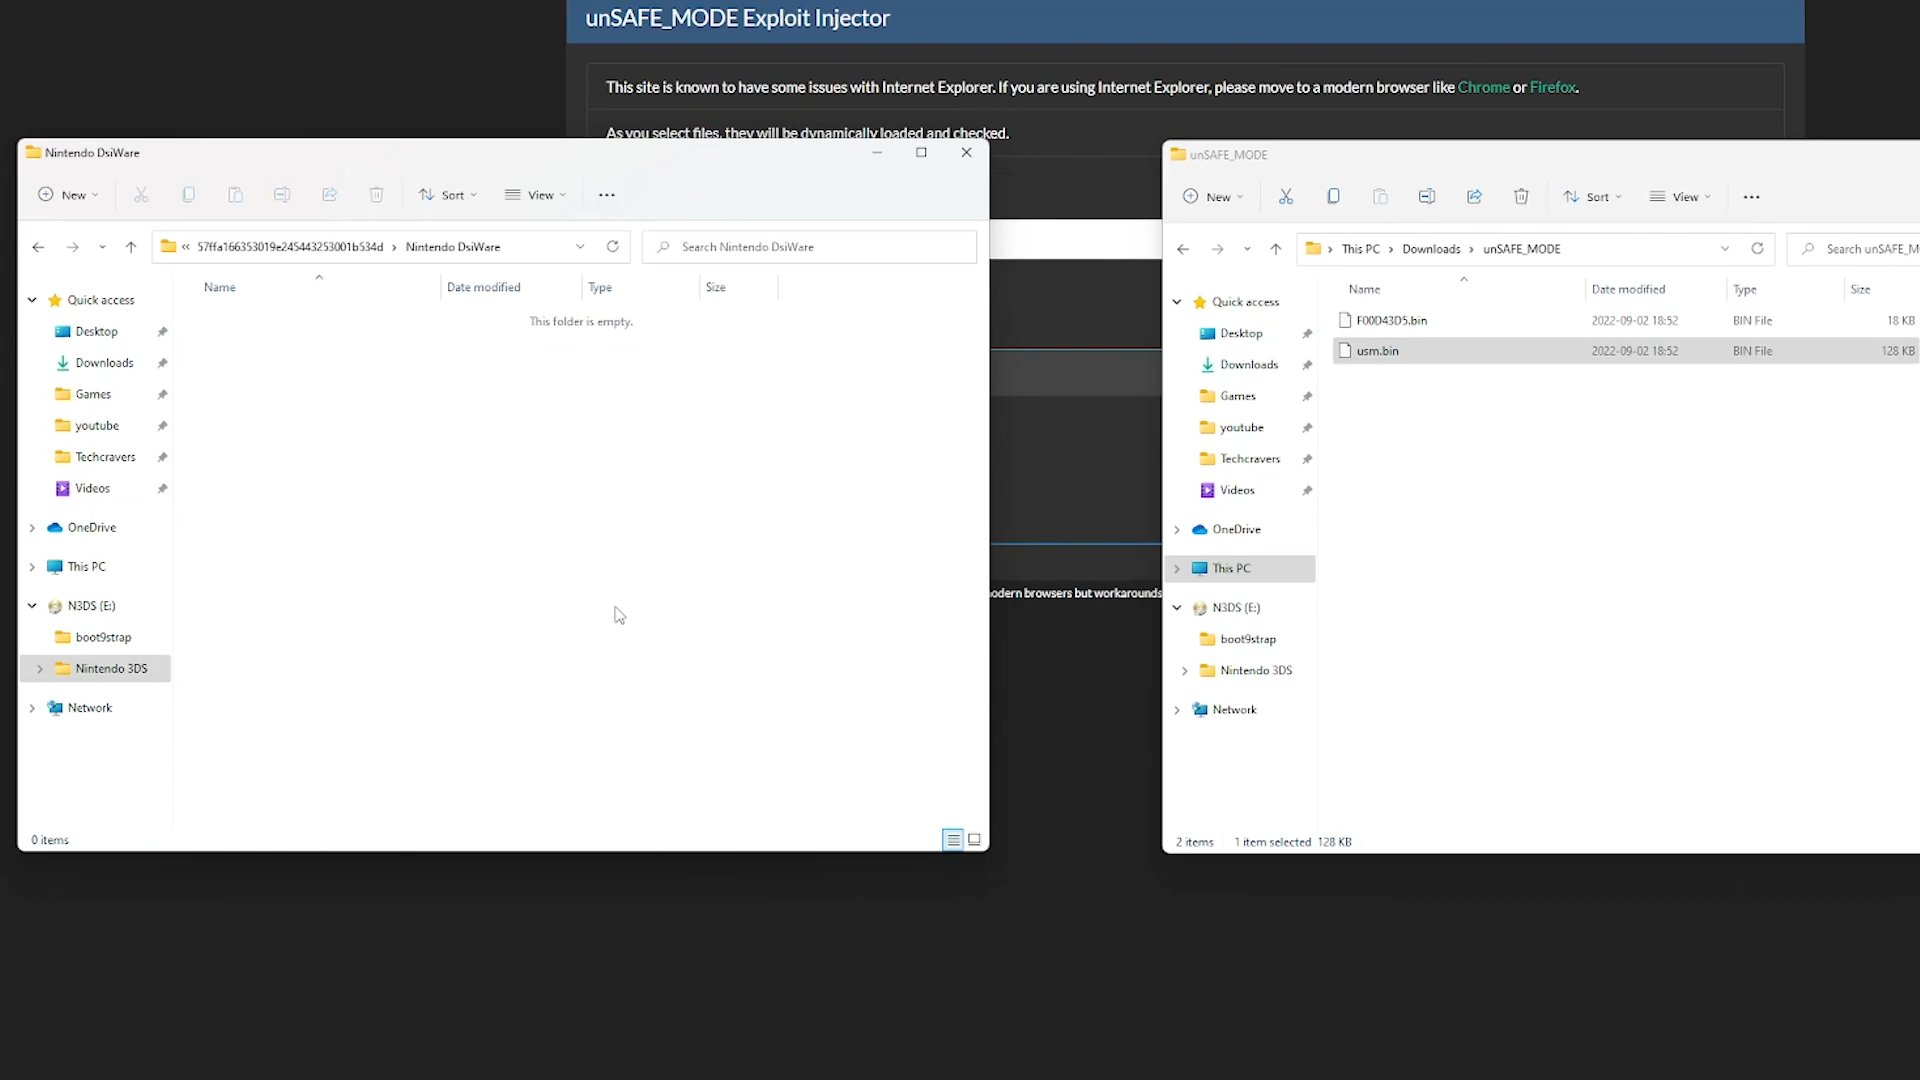 unSAFE_MODE Exploit Injector
This site is known to have some issues with Internet Explorer. If you are using Internet Explorer, please move to a modern browser like Chrome or Firefox.
As you select files, they will be dynamically loaded and checked.
Nintendo DsiWare
New
Sort
View
« 57ffa166353019e245443253001b534d > Nintendo DsiWare
Search Nintendo DsiWare
Name Date modified Type Size
This folder is empty.
Quick access
Desktop
Downloads
Games
youtube
Techcravers
Videos
OneDrive
This PC
N3DS (E:)
boot9strap
Nintendo 3DS
Network
0 items
odern browsers but workarounds
unSAFE_MODE
New
Sort
View
This PC > Downloads > unSAFE_MODE
Search unSAFE_M
Name Date modified Type Size
F00D43D5.bin 2022-09-02 18:52 BIN File 18 KB
usm.bin 2022-09-02 18:52 BIN File 128 KB
Quick access
Desktop
Downloads
Games
youtube
Techcravers
Videos
OneDrive
This PC
N3DS (E:)
boot9strap
Nintendo 3DS
Network
2 items 1 item selected 128 KB